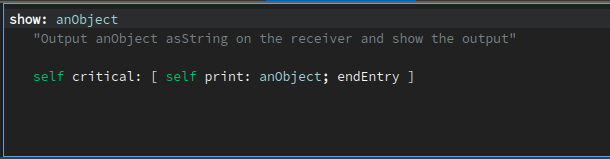 show: anObject
"Output anObject asString on the receiver and show the output"
self critical: [ self print: anObject; endEntry ]